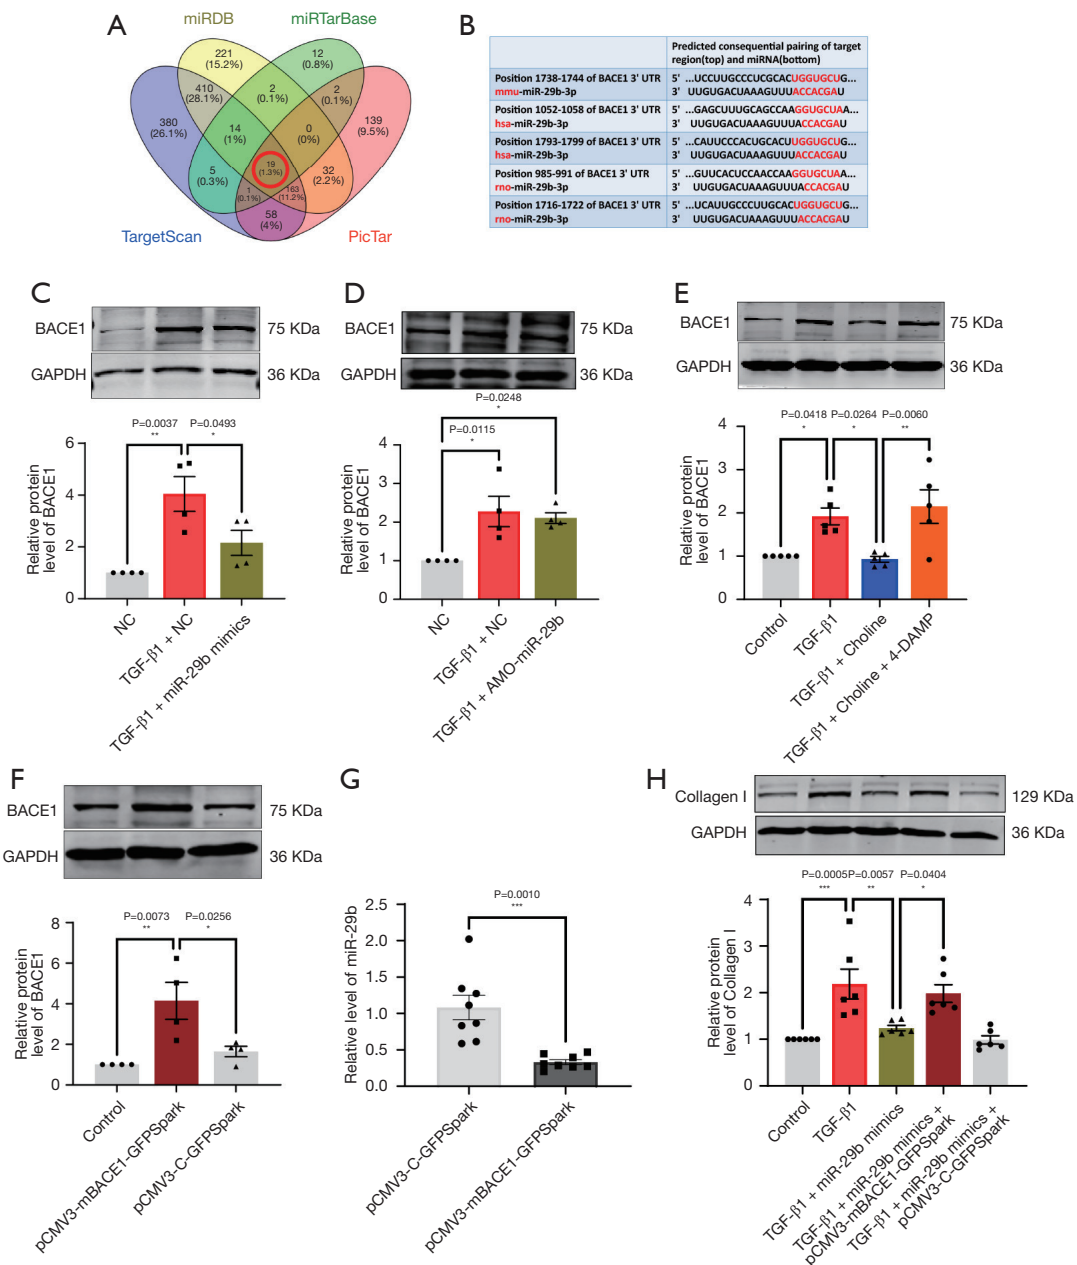 A
miRDB
miRTarBase
221
(15.2%)
12
(0.8%)
410
(28.1%)
2
(0.1%)
2
(0.1%)
380
(26.1%)
139
(9.5%)
14
(1%)
0
(0%)
19
(1.3%)
5
(0.3%)
32
(2.2%)
1
(0.1%)
163
(11.2%)
58
(4%)
TargetScan
PicTar
B
Predicted consequential pairing of target
region(top) and miRNA(bottom)
Position 1738-1744 of BACE1 3' UTR 5' ...UCCUUGCCCUCGCACUGGUGCUG...
mmu-miR-29b-3p 3' UUGUGACUAAAGUUUACCACGAU
Position 1052-1058 of BACE1 3' UTR 5' ...GAGCUUUGCAGCCAAGGUGCUAA...
hsa-miR-29b-3p 3' UUGUGACUAAAGUUUACCACGAU
Position 1793-1799 of BACE1 3' UTR 5' ...CAUUCCCACUGCACUUGGUGCUG...
hsa-miR-29b-3p 3' UUGUGACUAAAGUUUACCACGAU
Position 985-991 of BACE1 3' UTR 5' ...GUUCACUCCAACCAAGGUGCUAA...
rno-miR-29b-3p 3' UUGUGACUAAAGUUUACCACGAU
Position 1716-1722 of BACE1 3' UTR 5' ...UCAUUGCCCUUGCACUGGUGCUG...
rno-miR-29b-3p 3' UUGUGACUAAAGUUUACCACGAU
C
BACE1 75 KDa
GAPDH 36 KDa
P=0.0037 P=0.0493
** *
Relative protein
level of BACE1
6
4
2
0
NC
TGF-β1 + NC
TGF-β1 + miR-29b mimics
D
BACE1 75 KDa
GAPDH 36 KDa
P=0.0248
*
P=0.0115
*
Relative protein
level of BACE1
4
3
2
1
0
NC
TGF-β1 + NC
TGF-β1 + AMO-miR-29b
E
BACE1 75 KDa
GAPDH 36 KDa
P=0.0418 P=0.0264 P=0.0060
* * **
Relative protein
level of BACE1
4
3
2
1
0
Control
TGF-β1
TGF-β1 + Choline
TGF-β1 + Choline + 4-DAMP
F
BACE1 75 KDa
GAPDH 36 KDa
P=0.0073 P=0.0256
** *
Relative protein
level of BACE1
8
6
4
2
0
Control
pCMV3-mBACE1-GFPSpark
pCMV3-C-GFPSpark
G
P=0.0010
***
Relative level of miR-29b
2.5
2.0
1.5
1.0
0.5
0.0
pCMV3-C-GFPSpark
pCMV3-mBACE1-GFPSpark
H
Collagen I 129 KDa
GAPDH 36 KDa
P=0.0005 P=0.0057 P=0.0404
*** ** *
Relative protein
level of Collagen I
4
3
2
1
0
Control
TGF-β1
TGF-β1 + miR-29b mimics
TGF-β1 + miR-29b mimics +
pCMV3-mBACE1-GFPSpark
TGF-β1 + miR-29b mimics +
pCMV3-C-GFPSpark